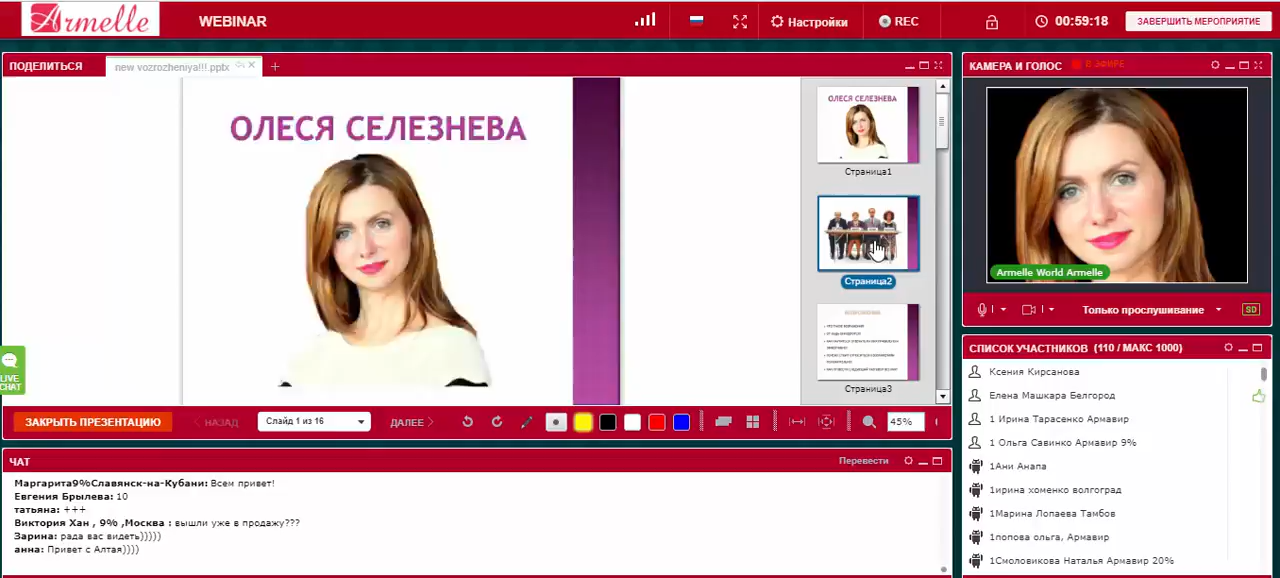 Armelle
WEBINAR
Настройки
REC
00:59:18
ЗАВЕРШИТЬ МЕРОПРИЯТИЕ
ПОДЕЛИТЬСЯ
new vozrozheniya!!!.pptx
КАМЕРА И ГОЛОС
В ЭФИРЕ
ОЛЕСЯ СЕЛЕЗНЕВА
ОЛЕСЯ СЕЛЕЗНЕВА
Страница1
Страница2
Страница3
Armelle World Armelle
Только прослушивание
SD
СПИСОК УЧАСТНИКОВ (110 / МАКС 1000)
Ксения Кирсанова
Елена Машкара Белгород
1 Ирина Тарасенко Армавир
1 Ольга Савинко Армавир 9%
1Ани Анапа
1ирина хоменко волгоград
1Марина Лопаева Тамбов
1попова ольга, Армавир
1Смоловикова Наталья Армавир 20%
LIVE
CHAT
ЗАКРЫТЬ ПРЕЗЕНТАЦИЮ
НАЗАД
Слайд 1 из 16
ДАЛЕЕ
45%
ЧАТ
Перевести
Маргарита9%Славянск-на-Кубани: Всем привет!
Евгения Брылева: 10
татьяна: +++
Виктория Хан , 9% ,Москва : вышли уже в продажу???
Зарина: рада вас видеть)))))
анна: Привет с Алтая))))